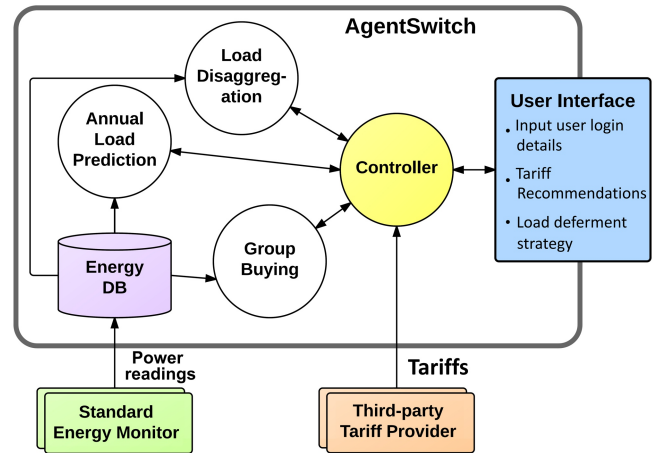 AgentSwitch
Load
Disaggreg-
ation
Annual
Load
Prediction
Controller
User Interface
• Input user login
details
• Tariff
Recommendations
• Load deferment
strategy
Energy
DB
Group
Buying
Power
readings
Tariffs
Standard
Energy Monitor
Third-party
Tariff Provider